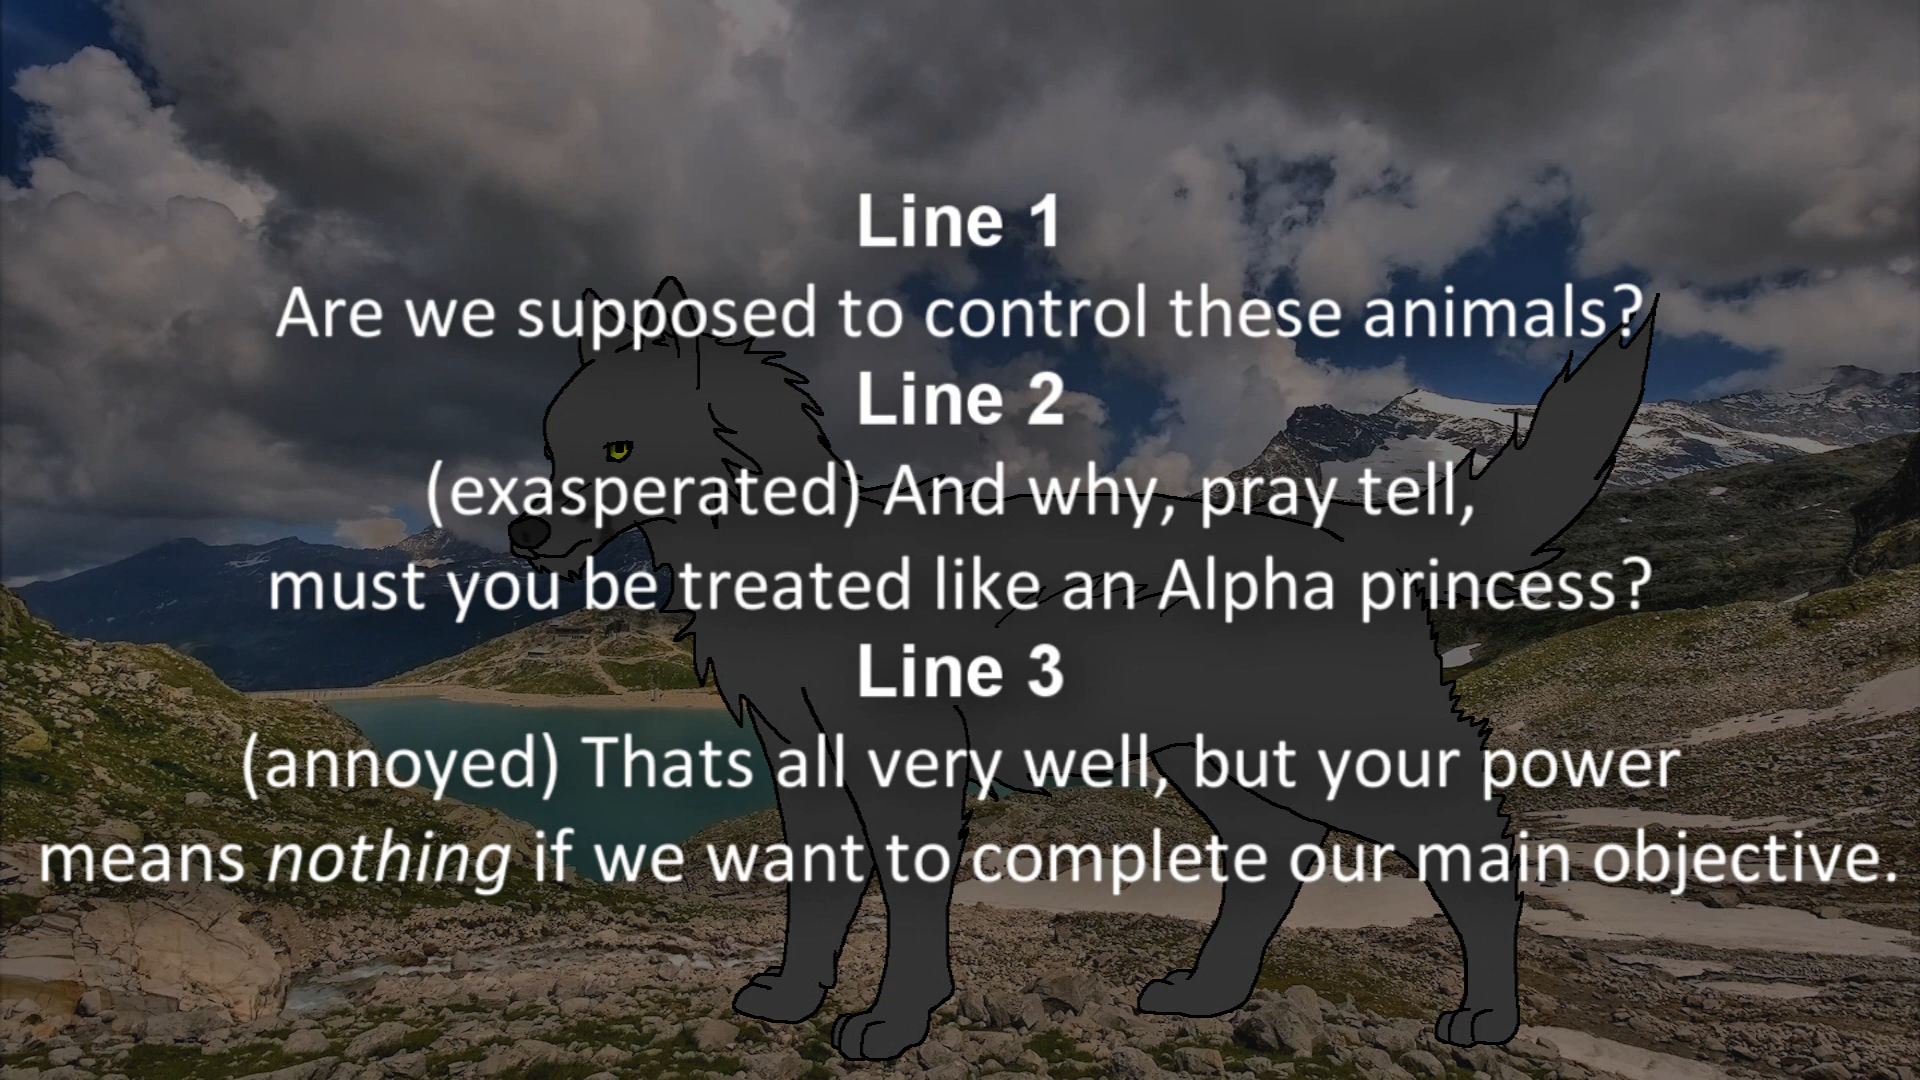 Line 1
Are we supposed to control these animals?
Line 2
(exasperated) And why, pray tell,
must you be treated like an Alpha princess?
Line 3
(annoyed) Thats all very well, but your power
means nothing if we want to complete our main objective.